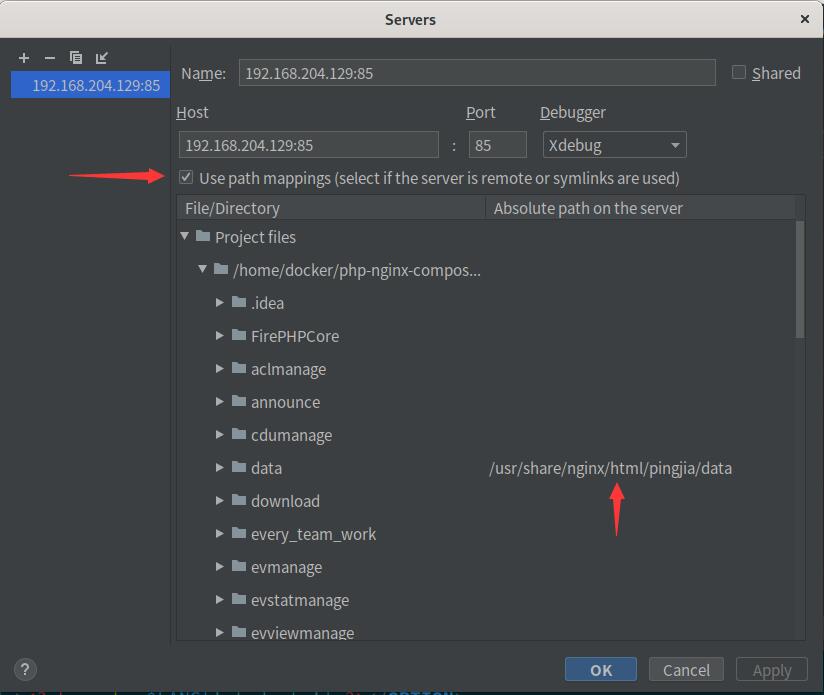 Servers
192.168.204.129:85
Name: 192.168.204.129:85 Shared
Host Port Debugger
192.168.204.129:85 : 85 Xdebug
Use path mappings (select if the server is remote or symlinks are used)
File/Directory Absolute path on the server
Project files
/home/docker/php-nginx-compos...
.idea
FirePHPCore
aclmanage
announce
cdumanage
data /usr/share/nginx/html/pingjia/data
download
every_team_work
evmanage
evstatmanage
evviewmanage
? OK Cancel Apply